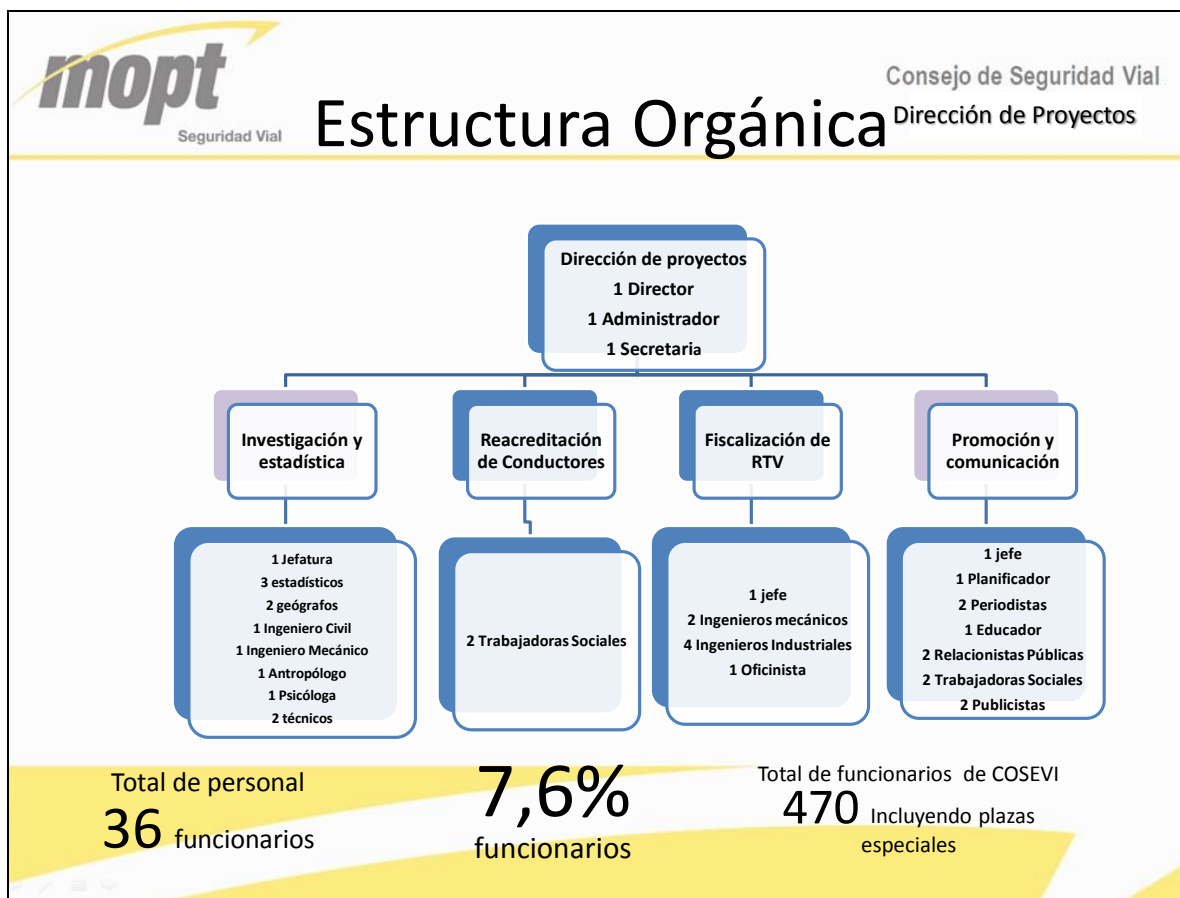 mopt
Seguridad Vial
Estructura Orgánica
Consejo de Seguridad Vial
Dirección de Proyectos
Dirección de proyectos
1 Director
1 Administrador
1 Secretaria
Investigación y
estadística
Reacreditación
de Conductores
Fiscalización de
RTV
Promoción y
comunicación
1 Jefatura
3 estadísticos
2 geógrafos
1 Ingeniero Civil
1 Ingeniero Mecánico
1 Antropólogo
1 Psicóloga
2 técnicos
2 Trabajadoras Sociales
1 jefe
2 Ingenieros mecánicos
4 Ingenieros Industriales
1 Oficinista
1 jefe
1 Planificador
2 Periodistas
1 Educador
2 Relacionistas Públicas
2 Trabajadoras Sociales
2 Publicistas
Total de personal
36 funcionarios
7,6%
funcionarios
Total de funcionarios de COSEVI
470 Incluyendo plazas
especiales